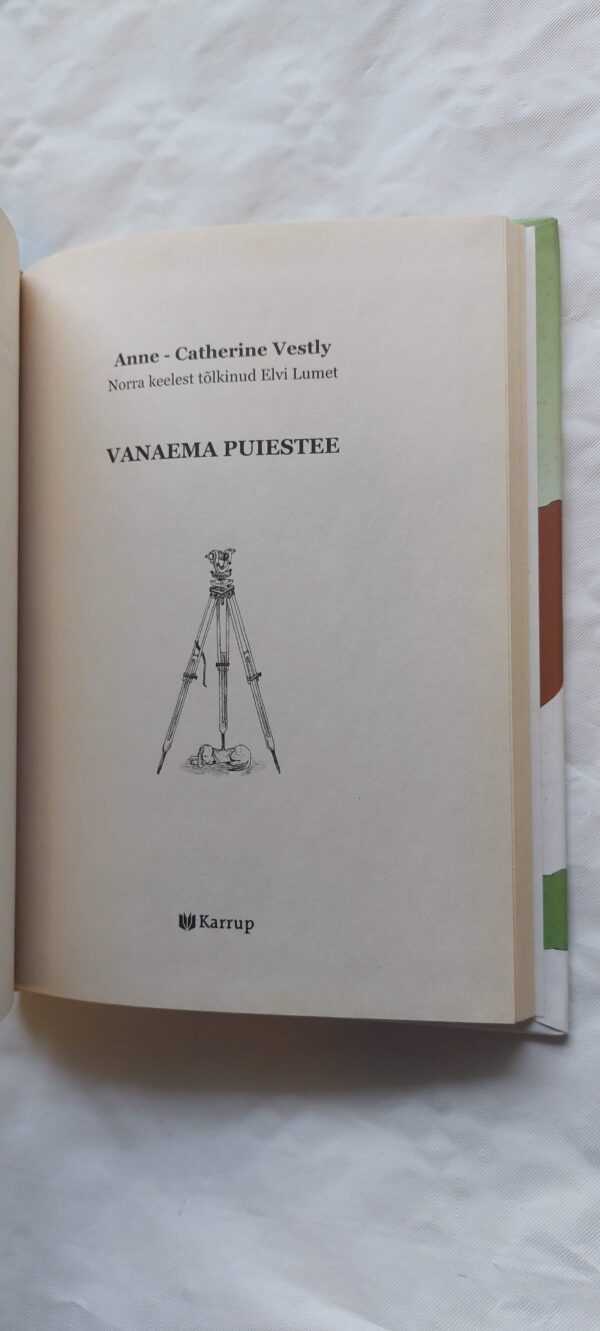 Anne - Catherine Vestly
Norra keelest tõlkinud Elvi Lumet
VANAEMA PUIESTEE
Karrup